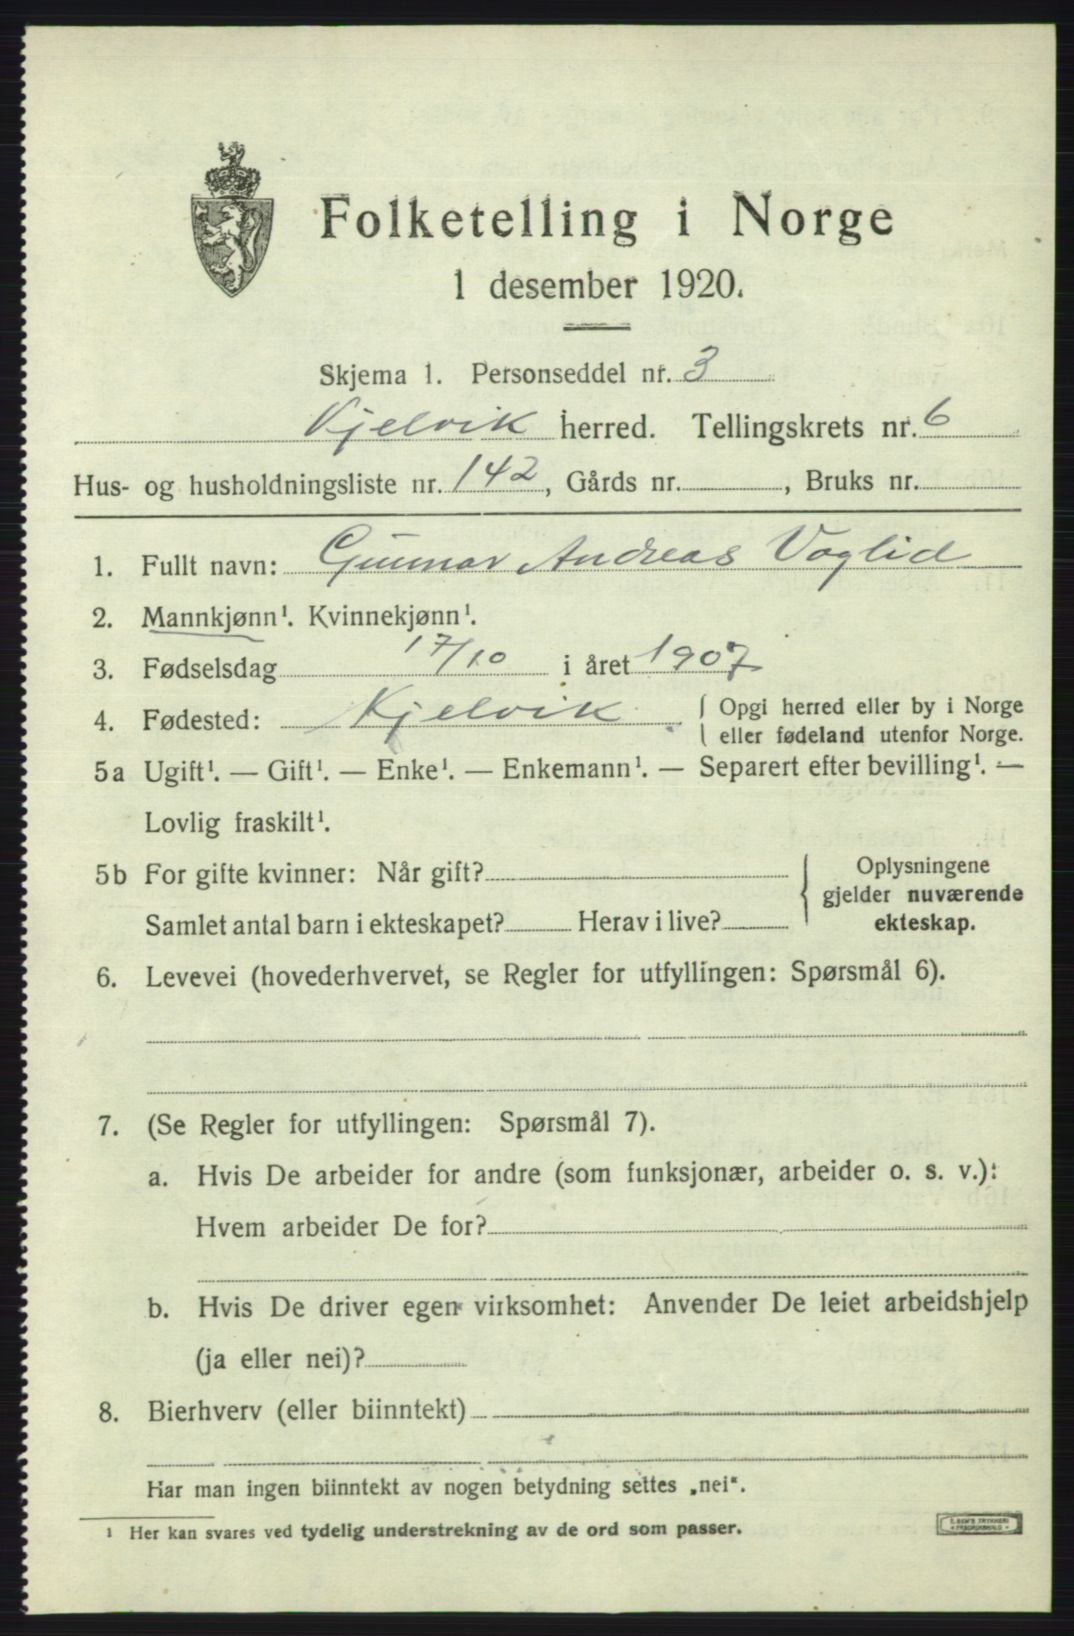 Folketelling i Norge
1 desember 1920.
Skjema 1. Personseddel nr. 3
Kjelvik herred. Tellingskrets nr. 6
Hus- og husholdningsliste nr. 142, Gårds nr. , Bruks nr.
1. Fullt navn: Gunnar Andreas Voglid
2. Mannkjønn¹. Kvinnekjønn¹.
3. Fødselsdag 17/10 i året 1907
4. Fødested: Kjelvik { Opgi herred eller by i Norge
eller fødeland utenfor Norge.
5a Ugift¹. — Gift¹. — Enke¹. — Enkemann¹. — Separert efter bevilling¹. —
Lovlig fraskilt¹.
5b For gifte kvinner: Når gift?
Samlet antal barn i ekteskapet? Herav i live?
{ Oplysningene
gjelder nuværende
ekteskap.
6. Levevei (hovederhvervet, se Regler for utfyllingen: Spørsmål 6).
7. (Se Regler for utfyllingen: Spørsmål 7).
a. Hvis De arbeider for andre (som funksjonær, arbeider o. s. v.):
Hvem arbeider De for?
b. Hvis De driver egen virksomhet: Anvender De leiet arbeidshjelp
(ja eller nei)?
8. Bierhverv (eller biinntekt)
Har man ingen biinntekt av nogen betydning settes „nei“.
¹ Her kan svares ved tydelig understrekning av de ord som passer.